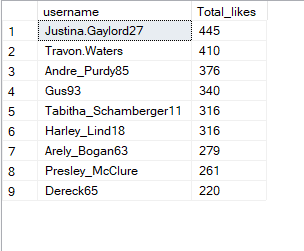 username Total_likes
1 Justina.Gaylord27 445
2 Travon.Waters 410
3 Andre_Purdy85 376
4 Gus93 340
5 Tabitha_Schamberger11 316
6 Harley_Lind18 316
7 Arely_Bogan63 279
8 Presley_McClure 261
9 Dereck65 220